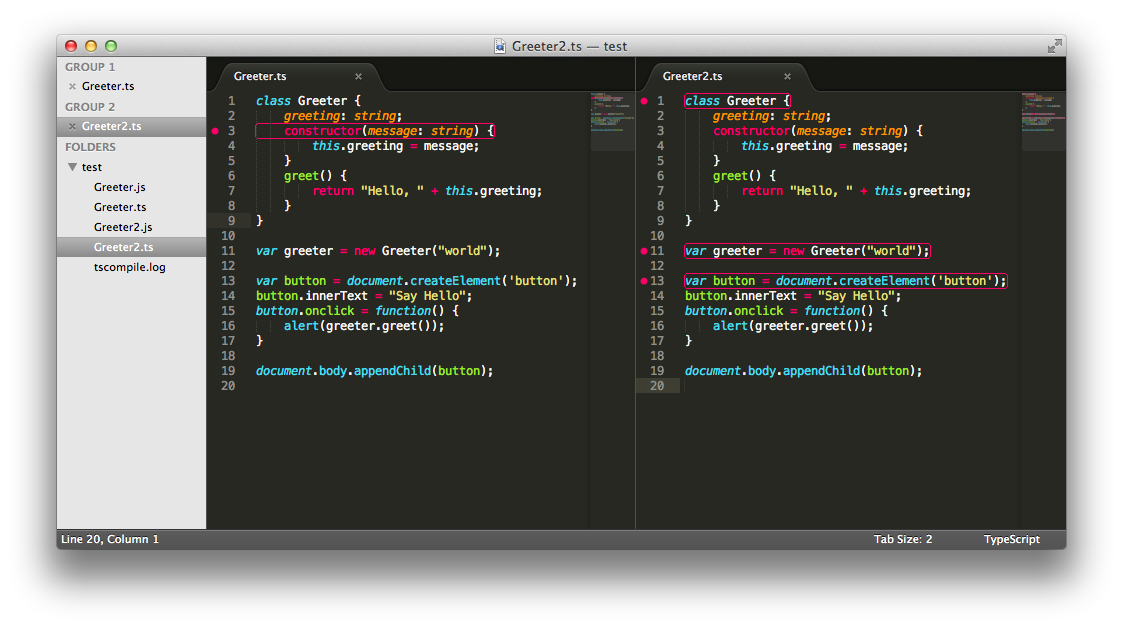 Greeter2.ts — test
GROUP 1
× Greeter.ts
GROUP 2
× Greeter2.ts
FOLDERS
▼ test
Greeter.js
Greeter.ts
Greeter2.js
Greeter2.ts
tscompile.log
Greeter.ts ×
1 class Greeter {
2 greeting: string;
3 constructor(message: string) {
4 this.greeting = message;
5 }
6 greet() {
7 return "Hello, " + this.greeting;
8 }
9 }
10
11 var greeter = new Greeter("world");
12
13 var button = document.createElement('button');
14 button.innerText = "Say Hello";
15 button.onclick = function() {
16 alert(greeter.greet());
17 }
18
19 document.body.appendChild(button);
20
Greeter2.ts ×
1 class Greeter {
2 greeting: string;
3 constructor(message: string) {
4 this.greeting = message;
5 }
6 greet() {
7 return "Hello, " + this.greeting;
8 }
9 }
10
11 var greeter = new Greeter("world");
12
13 var button = document.createElement('button');
14 button.innerText = "Say Hello";
15 button.onclick = function() {
16 alert(greeter.greet());
17 }
18
19 document.body.appendChild(button);
20
Line 20, Column 1 Tab Size: 2 TypeScript